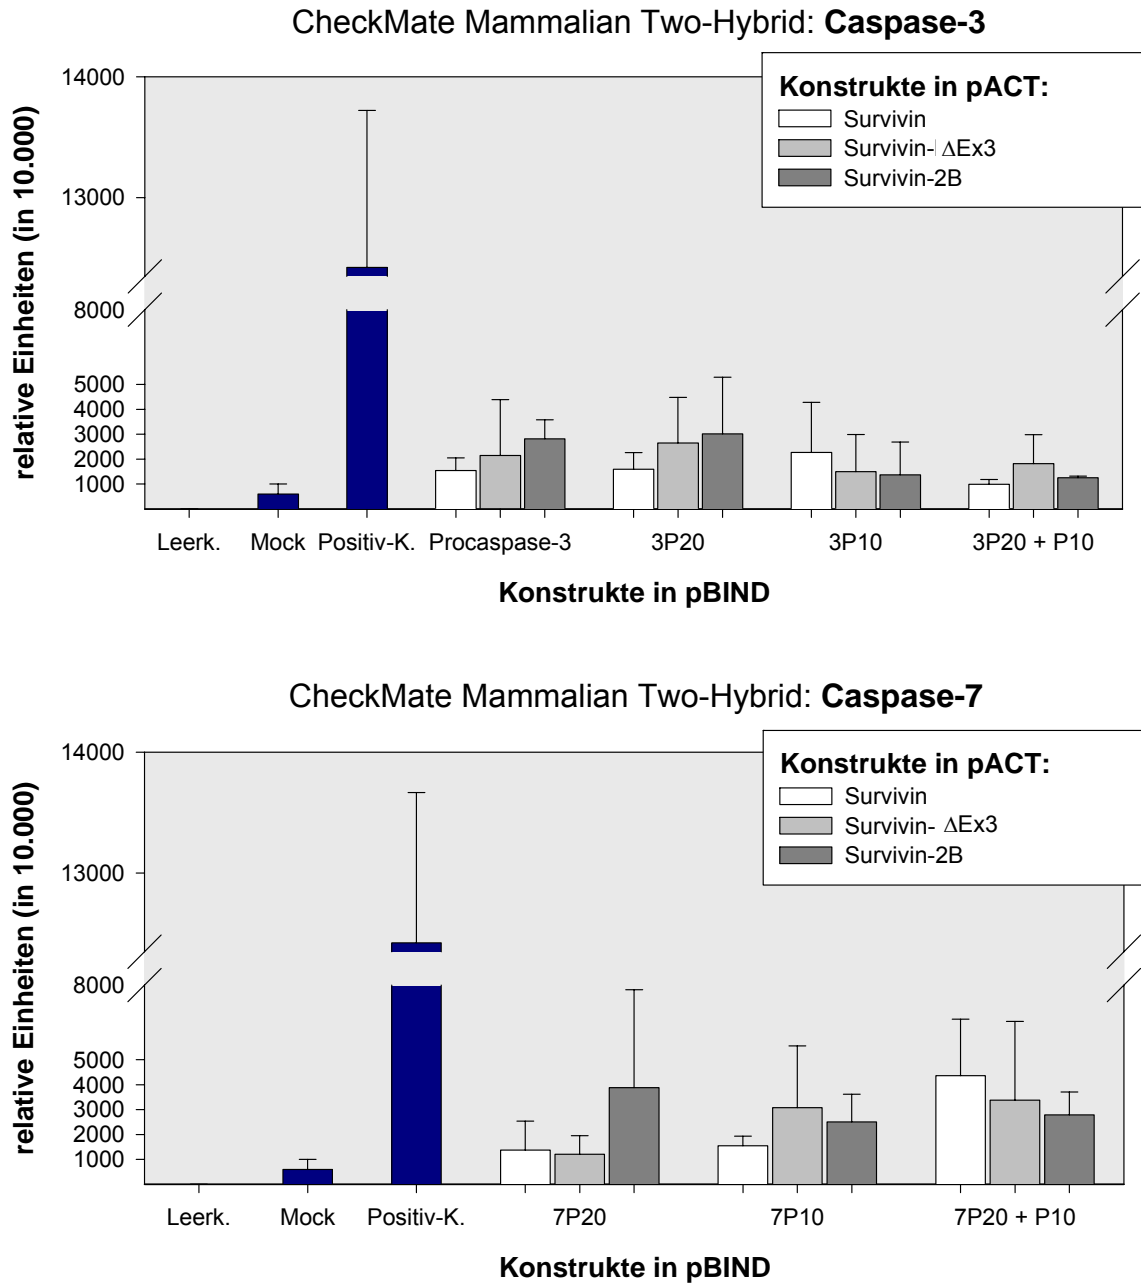 CheckMate Mammalian Two-Hybrid: Caspase-3
Konstrukte in pACT:
Survivin
Survivin- ΔEx3
Survivin-2B
relative Einheiten (in 10.000)
14000
13000
8000
5000
4000
3000
2000
1000
Leerk. Mock Positiv-K. Procaspase-3 3P20 3P10 3P20 + P10
Konstrukte in pBIND
CheckMate Mammalian Two-Hybrid: Caspase-7
Konstrukte in pACT:
Survivin
Survivin- ΔEx3
Survivin-2B
relative Einheiten (in 10.000)
14000
13000
8000
5000
4000
3000
2000
1000
Leerk. Mock Positiv-K. 7P20 7P10 7P20 + P10
Konstrukte in pBIND